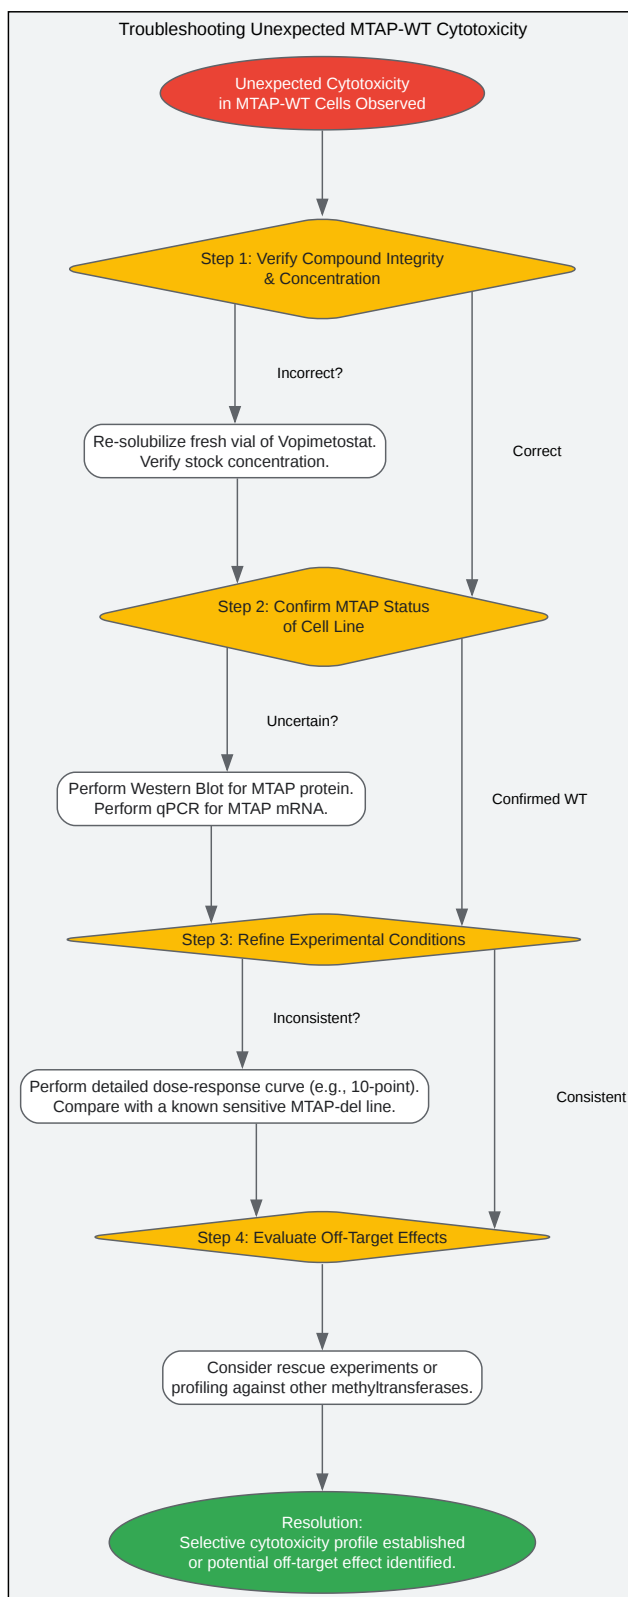 Troubleshooting Unexpected MTAP-WT Cytotoxicity
Unexpected Cytotoxicity
in MTAP-WT Cells Observed
Step 1: Verify Compound Integrity
& Concentration
Incorrect?
Re-solubilize fresh vial of Vopimetostat.
Verify stock concentration.
Correct
Step 2: Confirm MTAP Status
of Cell Line
Uncertain?
Perform Western Blot for MTAP protein.
Perform qPCR for MTAP mRNA.
Confirmed WT
Step 3: Refine Experimental Conditions
Inconsistent?
Perform detailed dose-response curve (e.g., 10-point).
Compare with a known sensitive MTAP-del line.
Consistent
Step 4: Evaluate Off-Target Effects
Consider rescue experiments or
profiling against other methyltransferases.
Resolution:
Selective cytotoxicity profile established
or potential off-target effect identified.